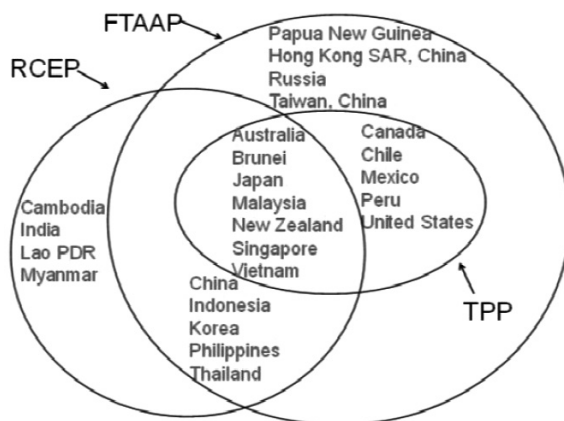 FTAAP
RCEP
Papua New Guinea
Hong Kong SAR, China
Russia
Taiwan, China
Australia
Brunei
Japan
Malaysia
New Zealand
Singapore
Vietnam
Canada
Chile
Mexico
Peru
United States
Cambodia
India
Lao PDR
Myanmar
China
Indonesia
Korea
Philippines
Thailand
TPP